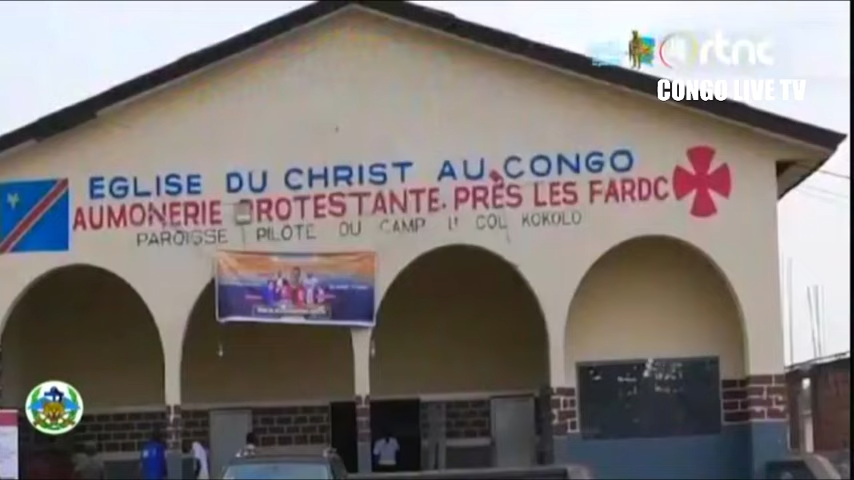 rtnc
CONGO LIVE TV
EGLISE DU CHRIST AU CONGO
AUMONERIE PROTESTANTE. PRÈS LES FARDC
PAROISSE PILOTE DU CAMP Lt COL KOKOLO